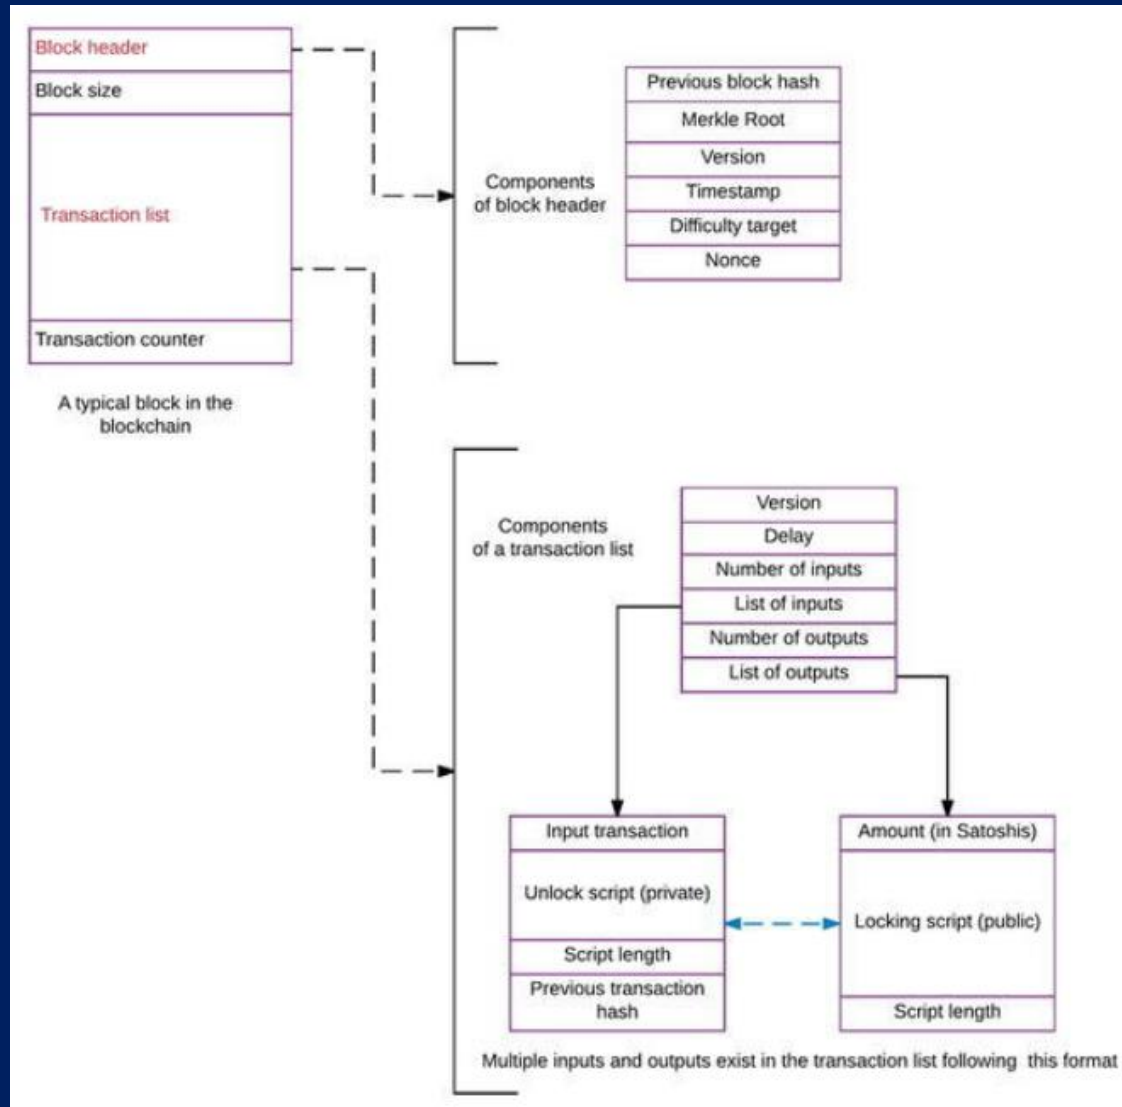 Block header
Block size
Transaction list
Transaction counter
A typical block in the
blockchain
Components
of block header
Previous block hash
Merkle Root
Version
Timestamp
Difficulty target
Nonce
Components
of a transaction list
Version
Delay
Number of inputs
List of inputs
Number of outputs
List of outputs
Input transaction
Unlock script (private)
Script length
Previous transaction
hash
Amount (in Satoshis)
Locking script (public)
Script length
Multiple inputs and outputs exist in the transaction list following this format